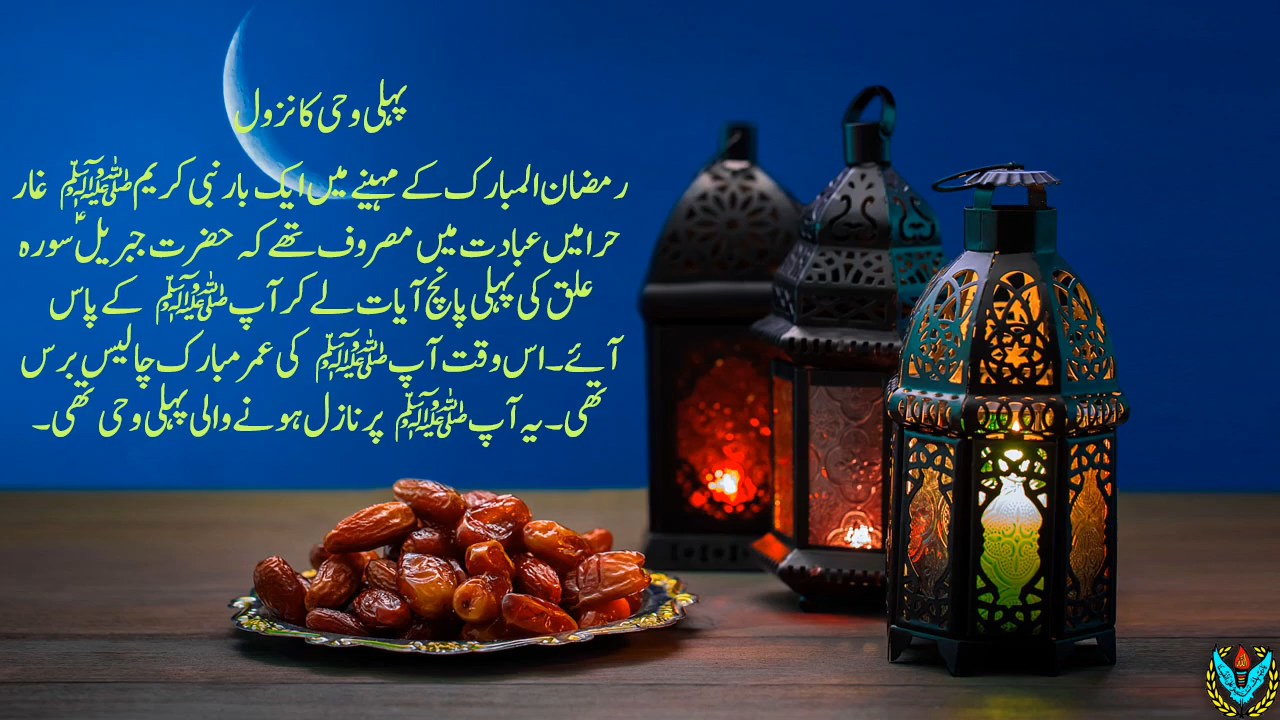 پہلی وحی کا نزول
رمضان المبارک کے مہینے میں ایک بار نبی کریم ﷺ غار
حرا میں عبادت میں مصروف تھے کہ حضرت جبریلؑ سورہ
علق کی پہلی پانچ آیات لے کر آپ ﷺ کے پاس
آئے۔ اس وقت آپ ﷺ کی عمر مبارک چالیس برس
تھی۔ یہ آپ ﷺ پر نازل ہونے والی پہلی وحی تھی۔